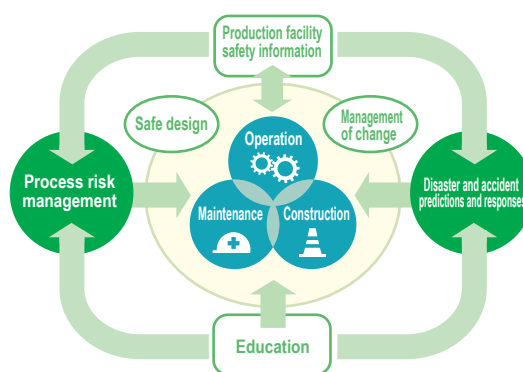 Production facility
safety information
Safe design
Management
of change
Operation
Process risk
management
Disaster and accident
predictions and responses
Maintenance
Construction
Education